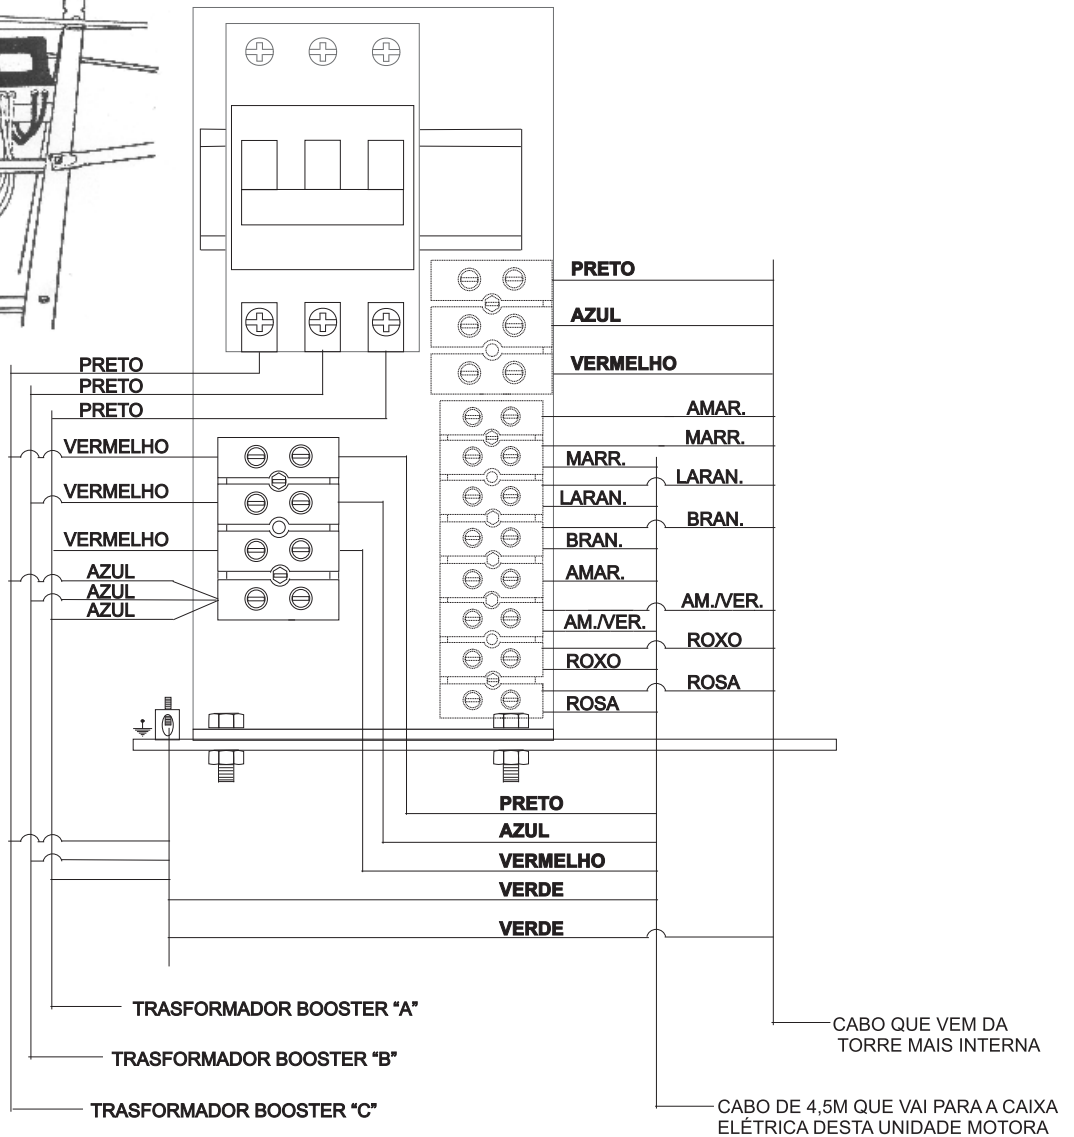 PRETO
AZUL
VERMELHO
PRETO
PRETO
PRETO
VERMELHO
VERMELHO
VERMELHO
AZUL
AZUL
AZUL
AMAR.
MARR.
MARR.
LARAN.
LARAN.
BRAN.
BRAN.
AMAR.
AM./VER.
AM./VER.
ROXO
ROXO
ROSA
ROSA
PRETO
AZUL
VERMELHO
VERDE
VERDE
TRASFORMADOR BOOSTER “A”
TRASFORMADOR BOOSTER “B”
TRASFORMADOR BOOSTER “C”
CABO QUE VEM DA
TORRE MAIS INTERNA
CABO DE 4,5M QUE VAI PARA A CAIXA
ELÉTRICA DESTA UNIDADE MOTORA